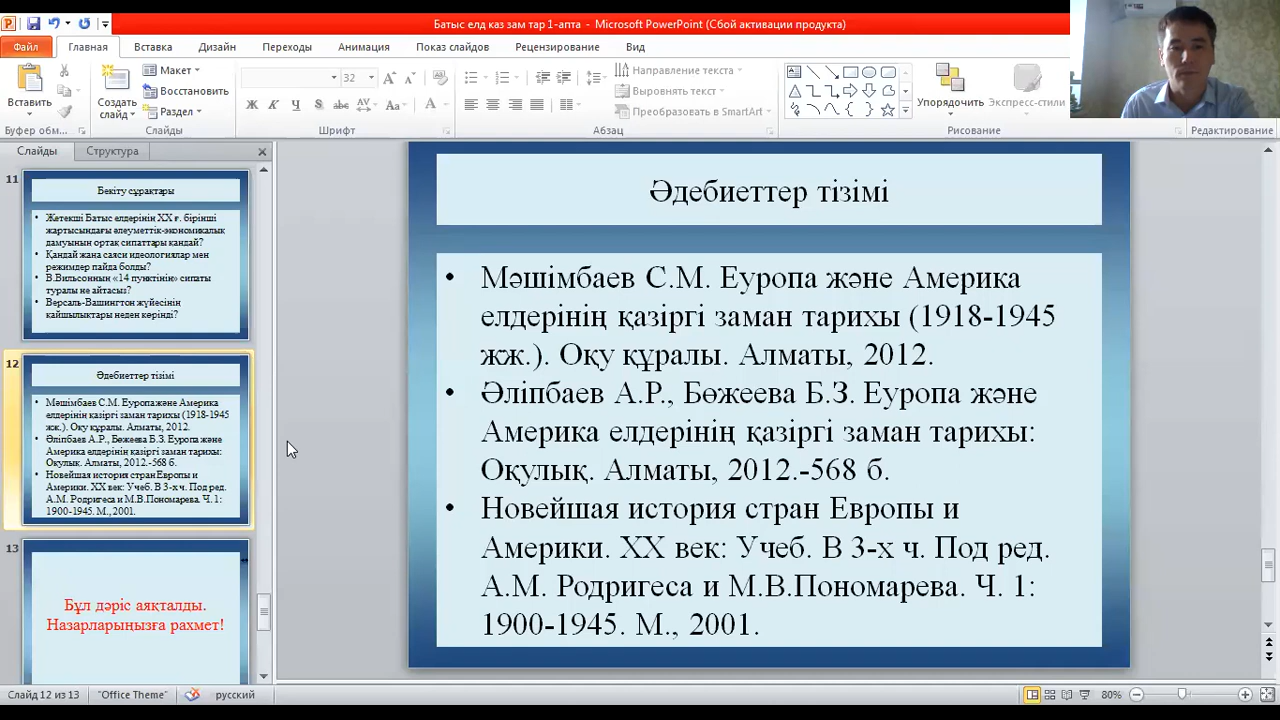 Батыс елд каз зам тар 1-апта - Microsoft PowerPoint (Сбой активации продукта)
Файл Главная Вставка Дизайн Переходы Анимация Показ слайдов Рецензирование Вид
Вставить
Буфер обм...
Создать слайд
Макет
Восстановить
Раздел
Слайды
32
Ж К Ч S abc AV Aa A
Шрифт
Направление текста
Выровнять текст
Преобразовать в SmartArt
Абзац
Упорядочить
Экспресс-стили
Рисование
Редактирование
Слайды Структура
11
Бекіту сұрақтары
Жетекші Батыс елдерінің XX ғ. бірінші
жартысындағы әлеуметтік-экономикалық
дамуының ортақ сипаттары қандай?
Қандай жаңа саяси идеологиялар мен
режимдер пайда болды?
В.Вильсонның «14 пунктінің» сипаты
туралы не айтасыз?
Версаль-Вашингтон жүйесінің
қайшылықтары неден көрінді?
12
Әдебиеттер тізімі
Мәшімбаев С.М. Еуропа және Америка
елдерінің қазіргі заман тарихы (1918-1945
жж.). Оқу құралы. Алматы, 2012.
Әліпбаев А.Р., Бөжеева Б.З. Еуропа және
Америка елдерінің қазіргі заман тарихы:
Оқулық. Алматы, 2012.-568 б.
Новейшая история стран Европы и
Америки. XX век: Учеб. В 3-х ч. Под ред.
А.М. Родригеса и М.В.Пономарева. Ч. 1:
1900-1945. М., 2001.
13
Бұл дәріс аяқталды.
Назарларыңызға рахмет!
Әдебиеттер тізімі
• Мәшімбаев С.М. Еуропа және Америка
елдерінің қазіргі заман тарихы (1918-1945
жж.). Оқу құралы. Алматы, 2012.
• Әліпбаев А.Р., Бөжеева Б.З. Еуропа және
Америка елдерінің қазіргі заман тарихы:
Оқулық. Алматы, 2012.-568 б.
• Новейшая история стран Европы и
Америки. XX век: Учеб. В 3-х ч. Под ред.
А.М. Родригеса и М.В.Пономарева. Ч. 1:
1900-1945. М., 2001.
Слайд 12 из 13 "Office Theme" русский 80%